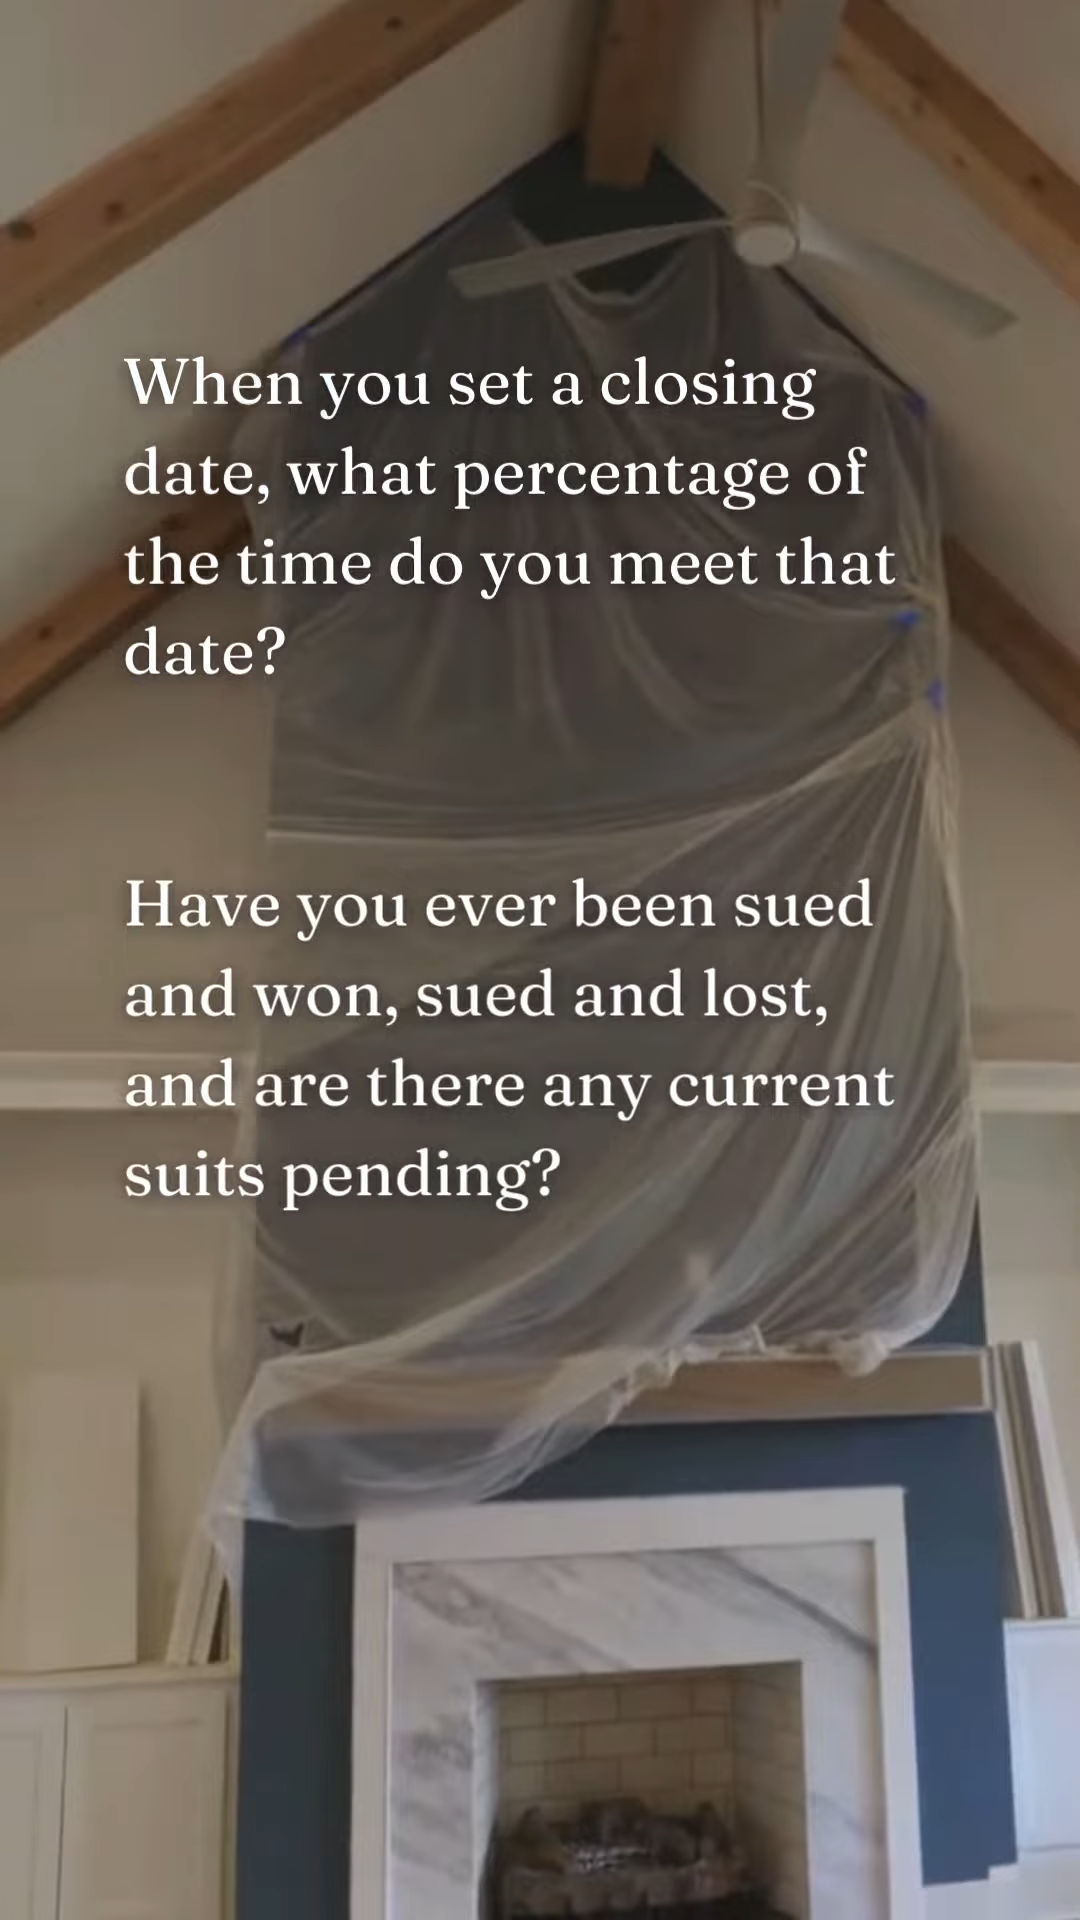 When you set a closing
date, what percentage of
the time do you meet that
date?
Have you ever been sued
and won, sued and lost,
and are there any current
suits pending?